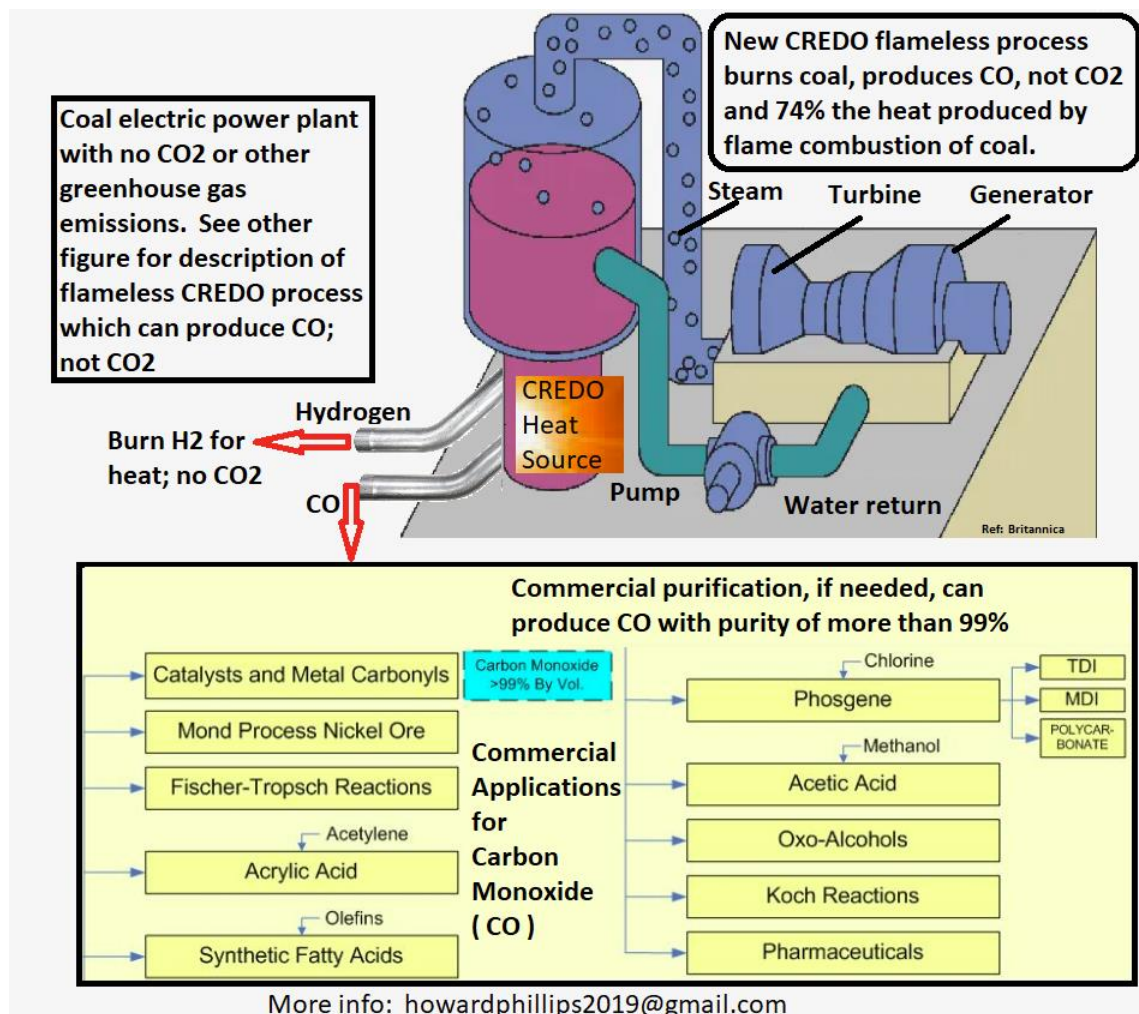 New CREDO flameless process
burns coal, produces CO, not CO2
and 74% the heat produced by
flame combustion of coal.
Coal electric power plant
with no CO2 or other
greenhouse gas
emissions.  See other
figure for description of
flameless CREDO process
which can produce CO;
not CO2
Steam
Turbine
Generator
Hydrogen
Burn H2 for
heat; no CO2
CO
CREDO
Heat
Source
Pump
Water return
Ref: Britannica
Commercial purification, if needed, can
produce CO with purity of more than 99%
Catalysts and Metal Carbonyls
Mond Process Nickel Ore
Fischer-Tropsch Reactions
Acetylene
Acrylic Acid
Olefins
Synthetic Fatty Acids
Carbon Monoxide
>99% By Vol.
Commercial
Applications
for
Carbon
Monoxide
( CO )
Chlorine
Phosgene
TDI
MDI
POLYCAR-
BONATE
Methanol
Acetic Acid
Oxo-Alcohols
Koch Reactions
Pharmaceuticals
More info:  howardphillips2019@gmail.com